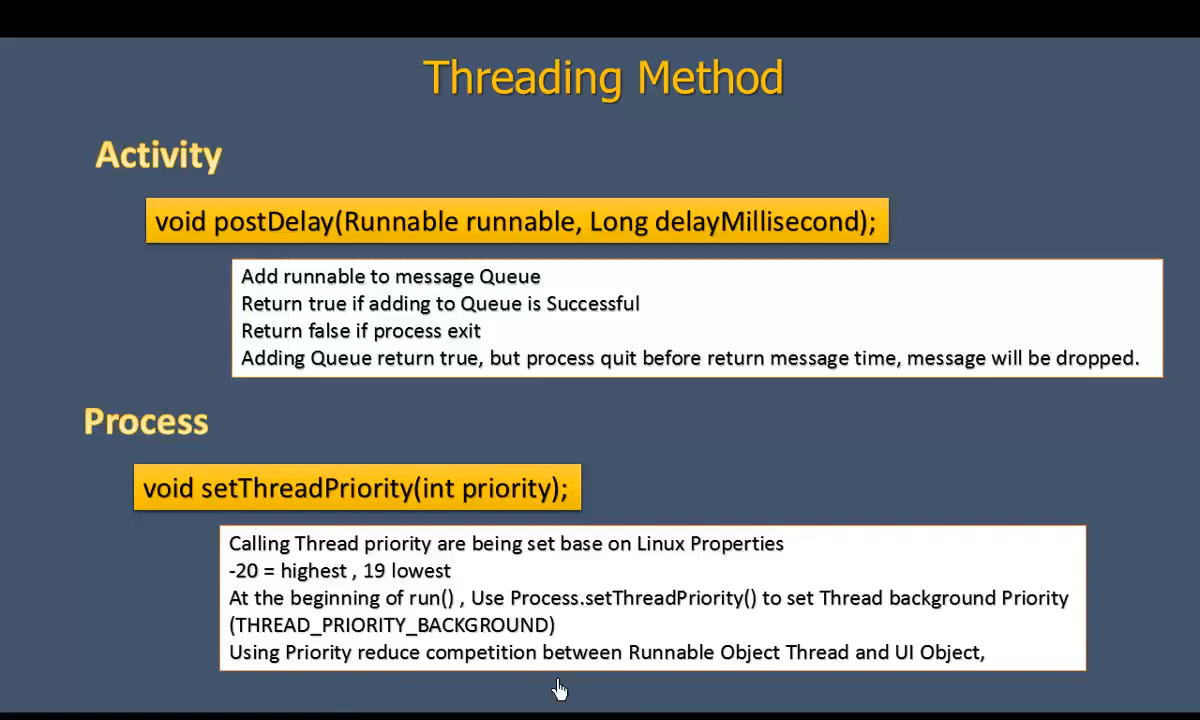 Threading Method
Activity
void postDelay(Runnable runnable, Long delayMillisecond);
Add runnable to message Queue
Return true if adding to Queue is Successful
Return false if process exit
Adding Queue return true, but process quit before return message time, message will be dropped.
Process
void setThreadPriority(int priority);
Calling Thread priority are being set base on Linux Properties
-20 = highest , 19 lowest
At the beginning of run() , Use Process.setThreadPriority() to set Thread background Priority
(THREAD_PRIORITY_BACKGROUND)
Using Priority reduce competition between Runnable Object Thread and UI Object,